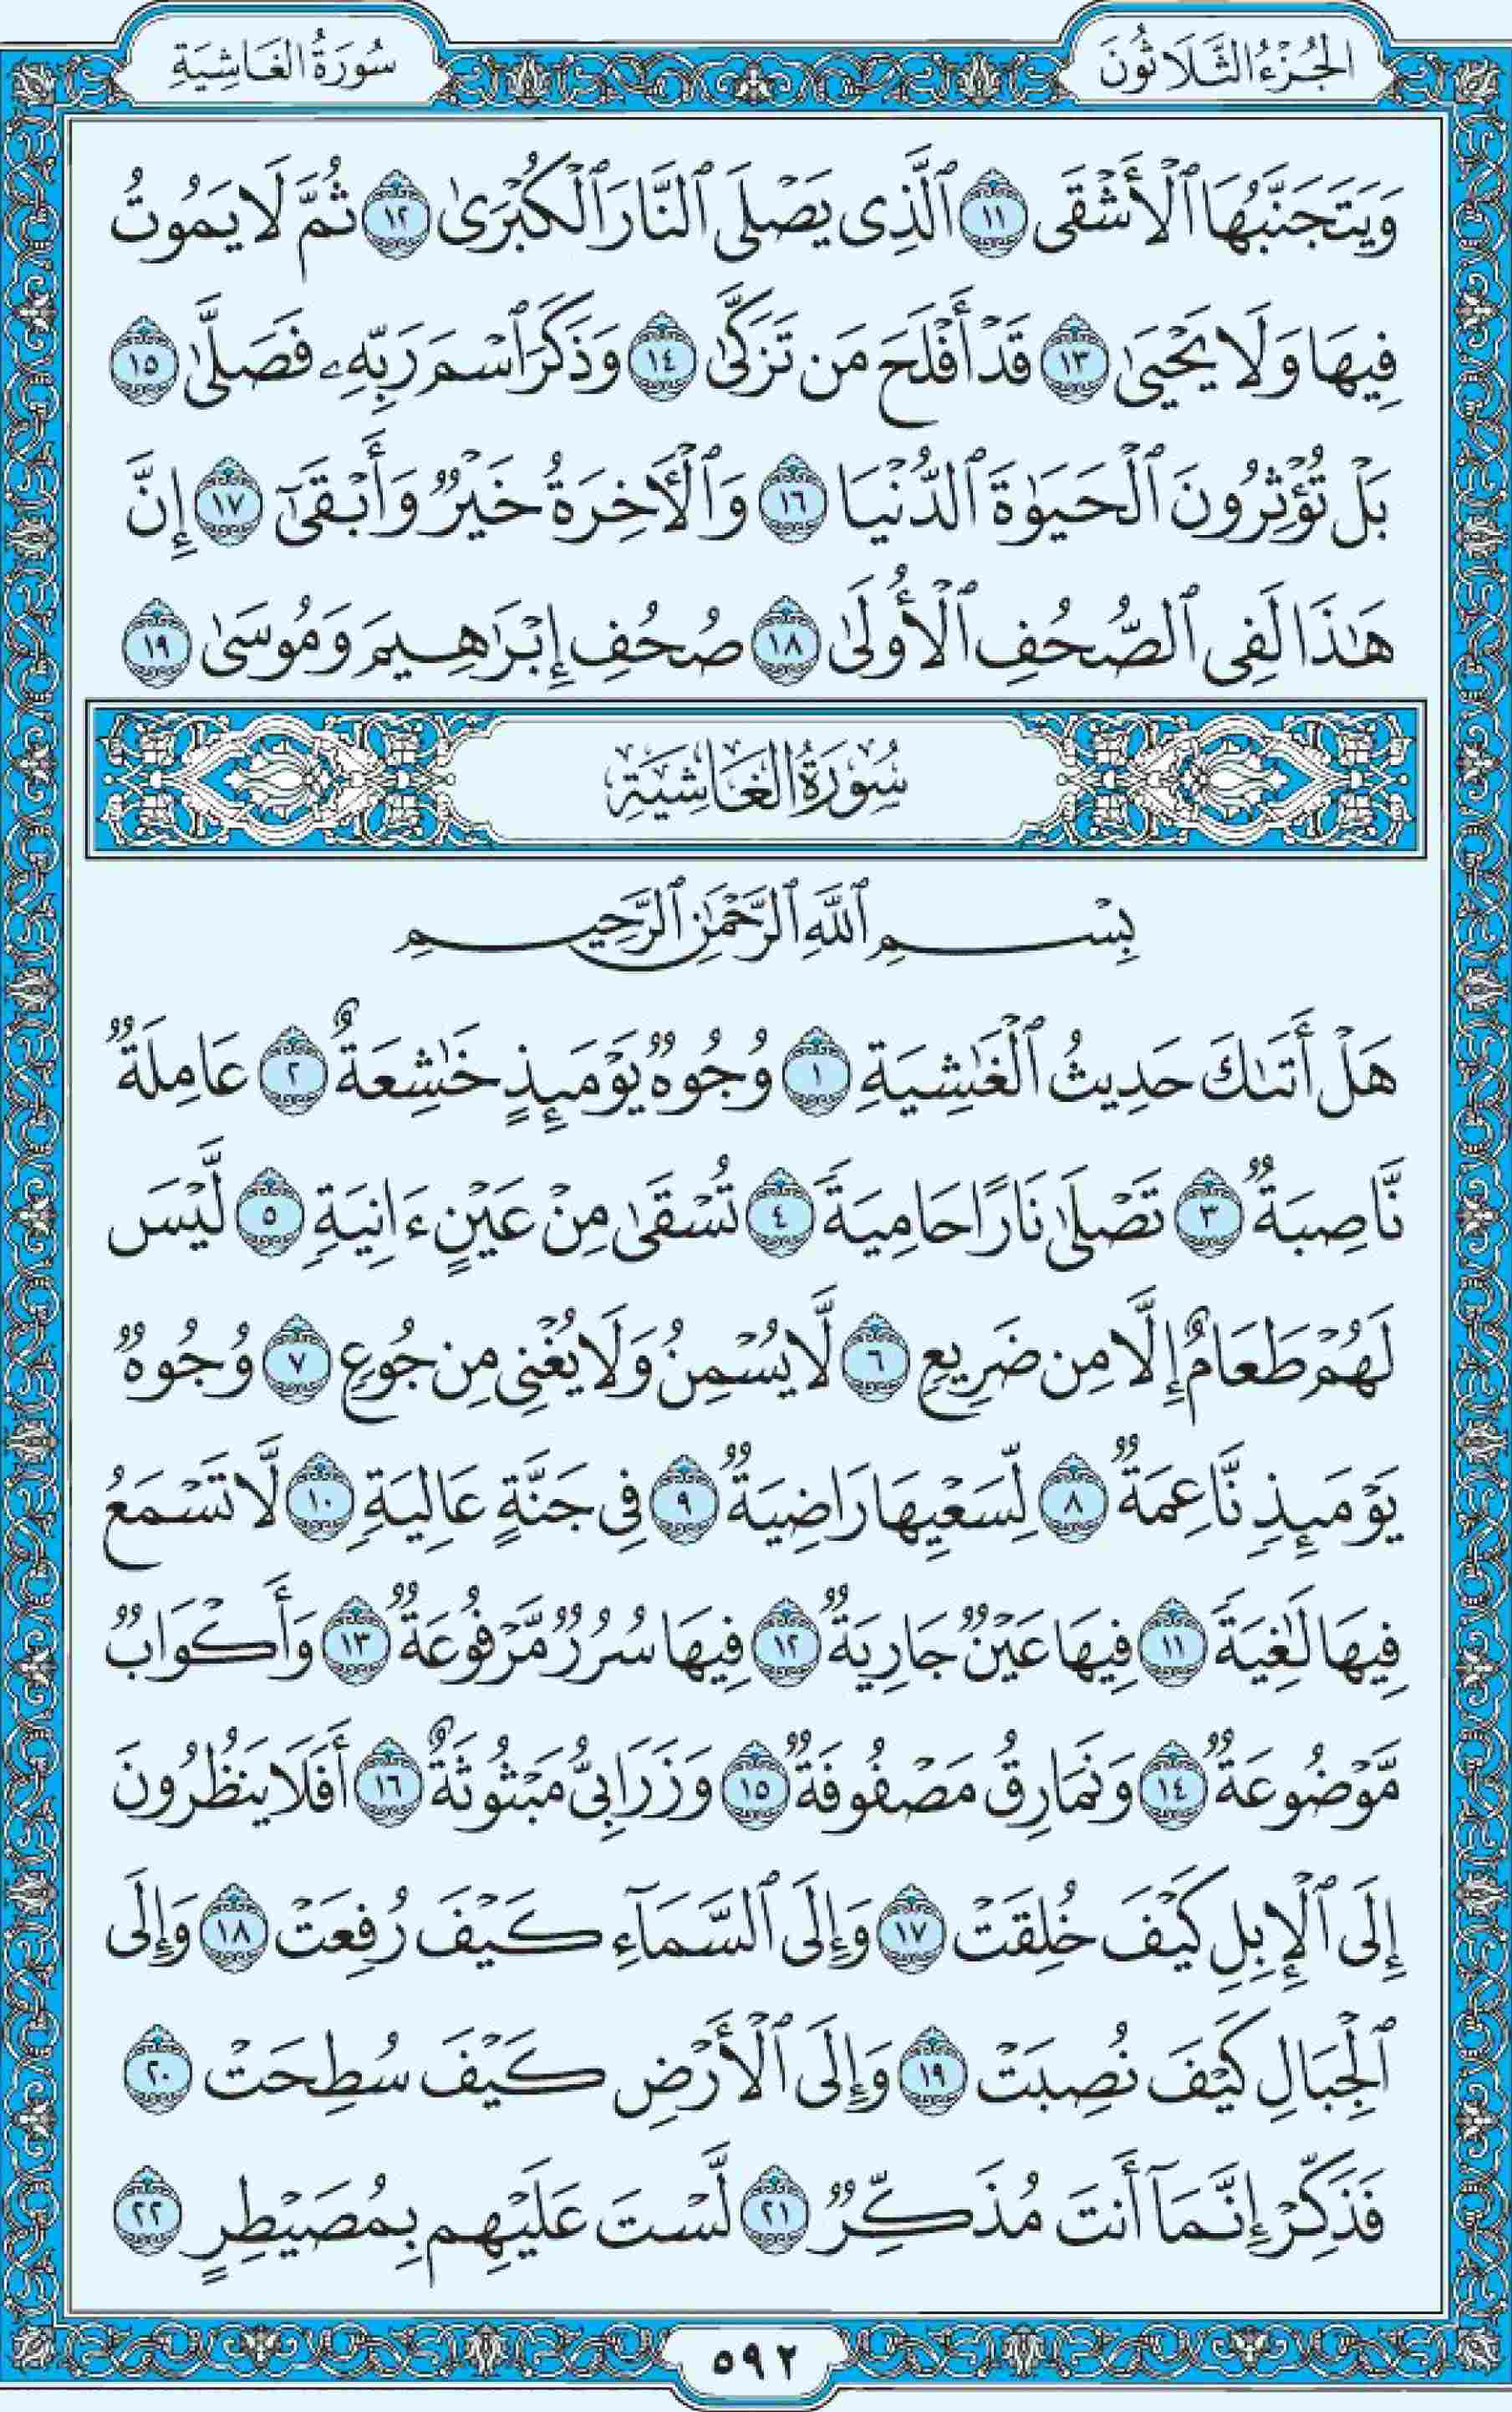 الجُزْءُ الثَّلَاثُونَ
سُورَةُ الغَاشِيَةِ
وَيَتَجَنَّبُهَا ٱلْأَشْقَى ١١ ٱلَّذِى يَصْلَى ٱلنَّارَ ٱلْكُبْرَىٰ ١٢ ثُمَّ لَا يَمُوتُ
فِيهَا وَلَا يَحْيَىٰ ١٣ قَدْ أَفْلَحَ مَن تَزَكَّىٰ ١٤ وَذَكَرَ ٱسْمَ رَبِّهِۦ فَصَلَّىٰ ١٥
بَلْ تُؤْثِرُونَ ٱلْحَيَوٰةَ ٱلدُّنْيَا ١٦ وَٱلْأٓخِرَةُ خَيْرٌ وَأَبْقَىٰٓ ١٧ إِنَّ
هَـٰذَا لَفِى ٱلصُّحُفِ ٱلْأُولَىٰ ١٨ صُحُفِ إِبْرَٰهِيمَ وَمُوسَىٰ ١٩
سُورَةُ الغَاشِيَةِ
بِسْمِ ٱللَّهِ ٱلرَّحْمَـٰنِ ٱلرَّحِيمِ
هَلْ أَتَىٰكَ حَدِيثُ ٱلْغَـٰشِيَةِ ١ وُجُوهٌ يَوْمَئِذٍ خَـٰشِعَةٌ ٢ عَامِلَةٌ
نَّاصِبَةٌ ٣ تَصْلَىٰ نَارًا حَامِيَةً ٤ تُسْقَىٰ مِنْ عَيْنٍ ءَانِيَةٍ ٥ لَّيْسَ
لَهُمْ طَعَامٌ إِلَّا مِن ضَرِيعٍ ٦ لَّا يُسْمِنُ وَلَا يُغْنِى مِن جُوعٍ ٧ وُجُوهٌ
يَوْمَئِذٍ نَّاعِمَةٌ ٨ لِّسَعْيِهَا رَاضِيَةٌ ٩ فِى جَنَّةٍ عَالِيَةٍ ١٠ لَّا تَسْمَعُ
فِيهَا لَـٰغِيَةً ١١ فِيهَا عَيْنٌ جَارِيَةٌ ١٢ فِيهَا سُرُرٌ مَّرْفُوعَةٌ ١٣ وَأَكْوَابٌ
مَّوْضُوعَةٌ ١٤ وَنَمَارِقُ مَصْفُوفَةٌ ١٥ وَزَرَابِىُّ مَبْثُوثَةٌ ١٦ أَفَلَا يَنظُرُونَ
إِلَى ٱلْإِبِلِ كَيْفَ خُلِقَتْ ١٧ وَإِلَى ٱلسَّمَآءِ كَيْفَ رُفِعَتْ ١٨ وَإِلَى
ٱلْجِبَالِ كَيْفَ نُصِبَتْ ١٩ وَإِلَى ٱلْأَرْضِ كَيْفَ سُطِحَتْ ٢٠
فَذَكِّرْ إِنَّمَآ أَنتَ مُذَكِّرٌ ٢١ لَّسْتَ عَلَيْهِم بِمُصَيْطِرٍ ٢٢
٥٩٢